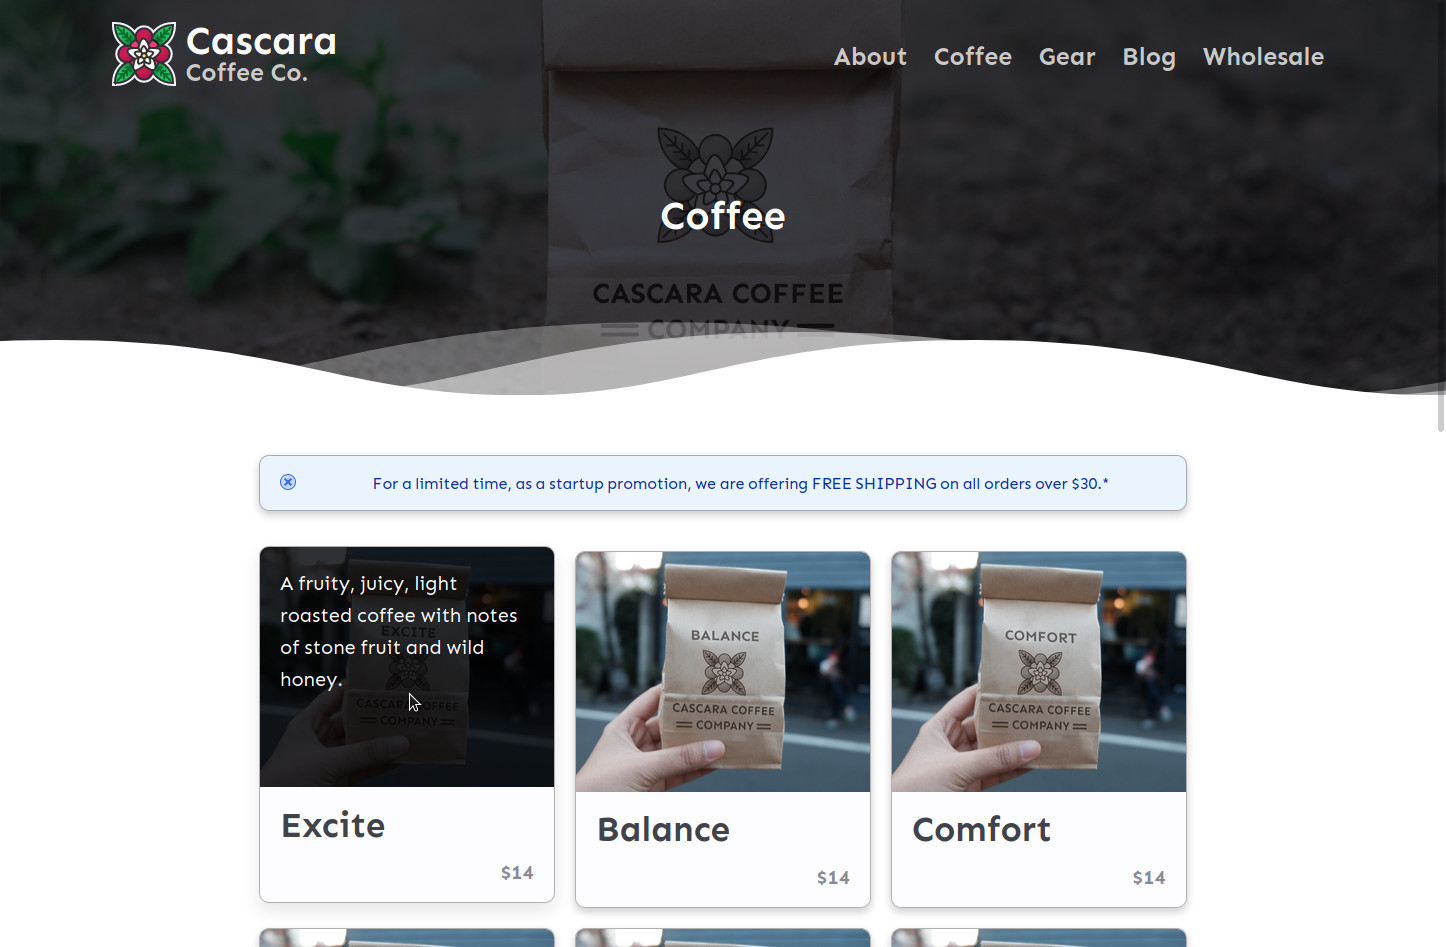 Cascara
Coffee Co.
About Coffee Gear Blog Wholesale
Coffee
CASCARA COFFEE
COMPANY
For a limited time, as a startup promotion, we are offering FREE SHIPPING on all orders over $30.*
A fruity, juicy, light
roasted coffee with notes
of stone fruit and wild
honey.
EXCITE
CASCARA COFFEE
COMPANY
Excite
$14
BALANCE
CASCARA COFFEE
COMPANY
Balance
$14
COMFORT
CASCARA COFFEE
COMPANY
Comfort
$14